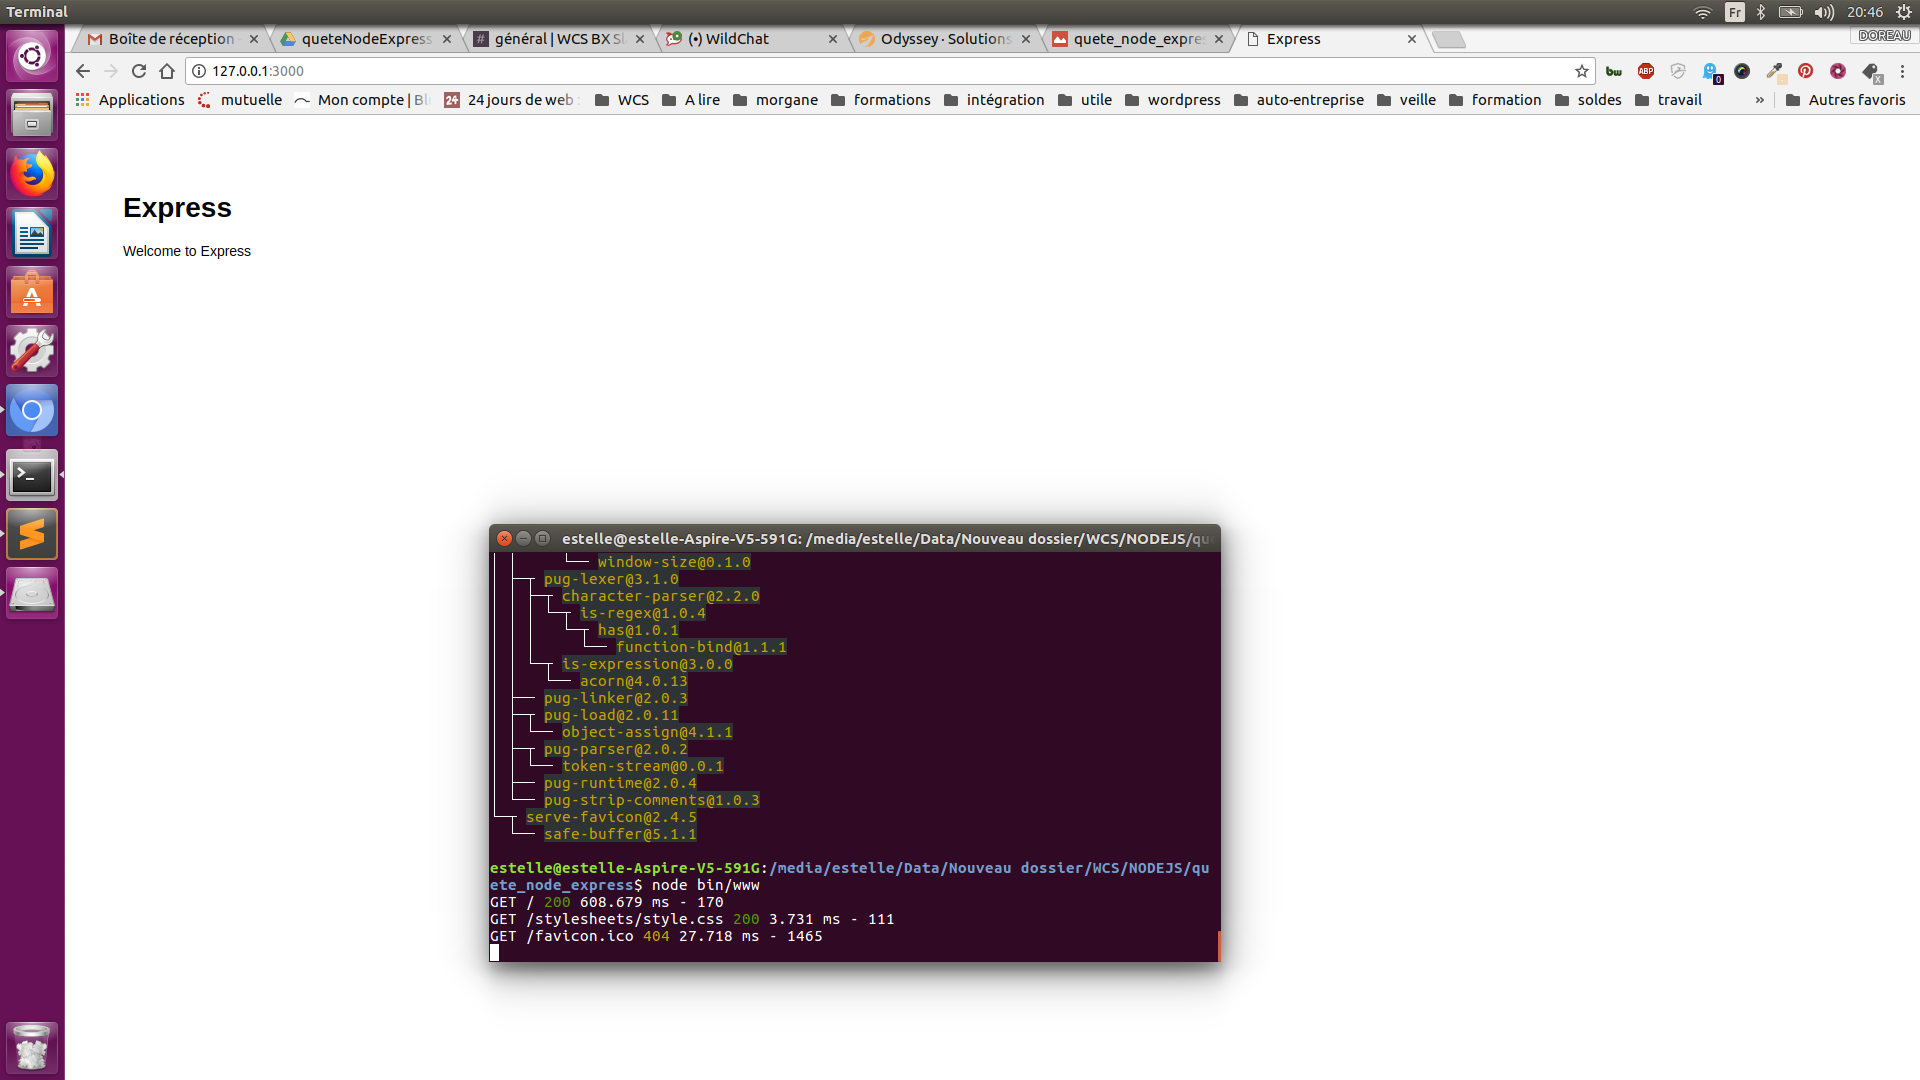 Terminal
Fr
20:46
Boîte de réception
queteNodeExpress
général | WCS BX Sl
(•) WildChat
Odyssey · Solutions
quete_node_expre
Express
DOREAU
127.0.0.1:3000
bw
ABP
0
X
Applications
mutuelle
Mon compte | Bl
24
24 jours de web
WCS
A lire
morgane
formations
intégration
utile
wordpress
auto-entreprise
veille
formation
soldes
travail
»
Autres favoris
Express
Welcome to Express
estelle@estelle-Aspire-V5-591G: /media/estelle/Data/Nouveau dossier/WCS/NODEJS/qu
window-size@0.1.0
pug-lexer@3.1.0
character-parser@2.2.0
is-regex@1.0.4
has@1.0.1
function-bind@1.1.1
is-expression@3.0.0
acorn@4.0.13
pug-linker@2.0.3
pug-load@2.0.11
object-assign@4.1.1
pug-parser@2.0.2
token-stream@0.0.1
pug-runtime@2.0.4
pug-strip-comments@1.0.3
serve-favicon@2.4.5
safe-buffer@5.1.1
estelle@estelle-Aspire-V5-591G:/media/estelle/Data/Nouveau dossier/WCS/NODEJS/qu
ete_node_express$ node bin/www
GET / 200 608.679 ms - 170
GET /stylesheets/style.css 200 3.731 ms - 111
GET /favicon.ico 404 27.718 ms - 1465